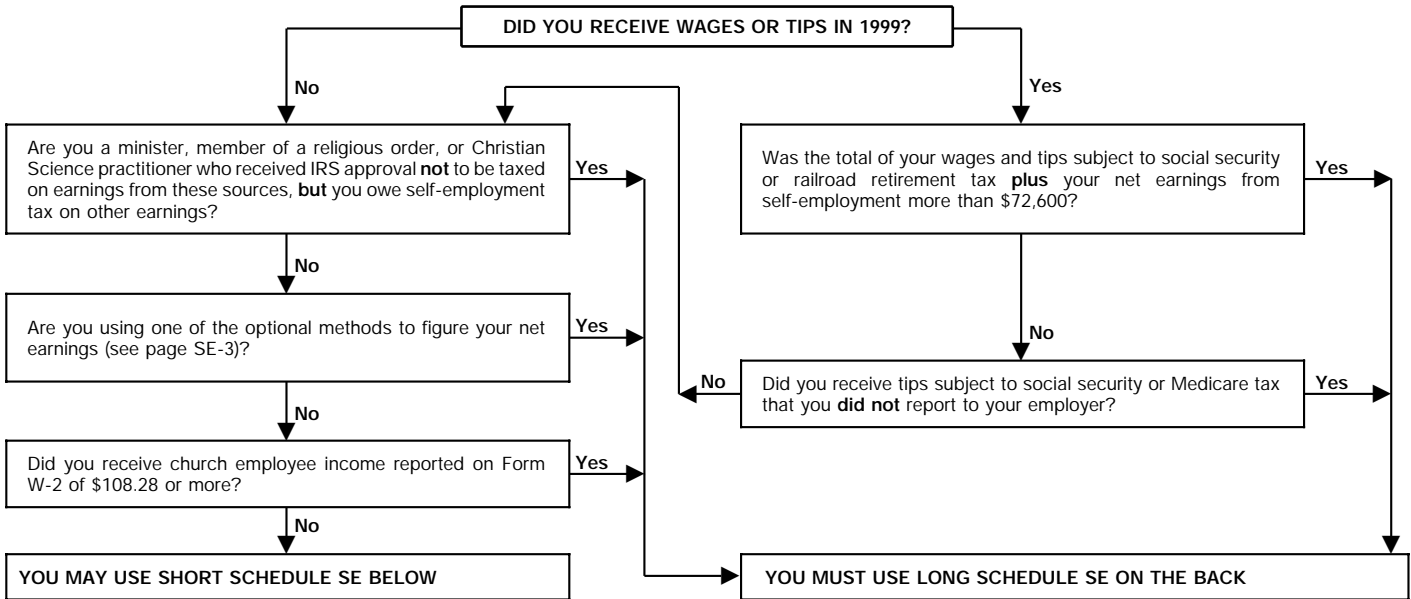 DID YOU RECEIVE WAGES OR TIPS IN 1999?
No
Yes
Are you a minister, member of a religious order, or Christian
Science practitioner who received IRS approval not to be taxed
on earnings from these sources, but you owe self-employment
tax on other earnings?
Yes
Was the total of your wages and tips subject to social security
or railroad retirement tax plus your net earnings from
self-employment more than $72,600?
Yes
No
Are you using one of the optional methods to figure your net
earnings (see page SE-3)?
Yes
No
Did you receive tips subject to social security or Medicare tax
that you did not report to your employer?
No
Yes
No
Did you receive church employee income reported on Form
W-2 of $108.28 or more?
Yes
No
YOU MAY USE SHORT SCHEDULE SE BELOW
YOU MUST USE LONG SCHEDULE SE ON THE BACK